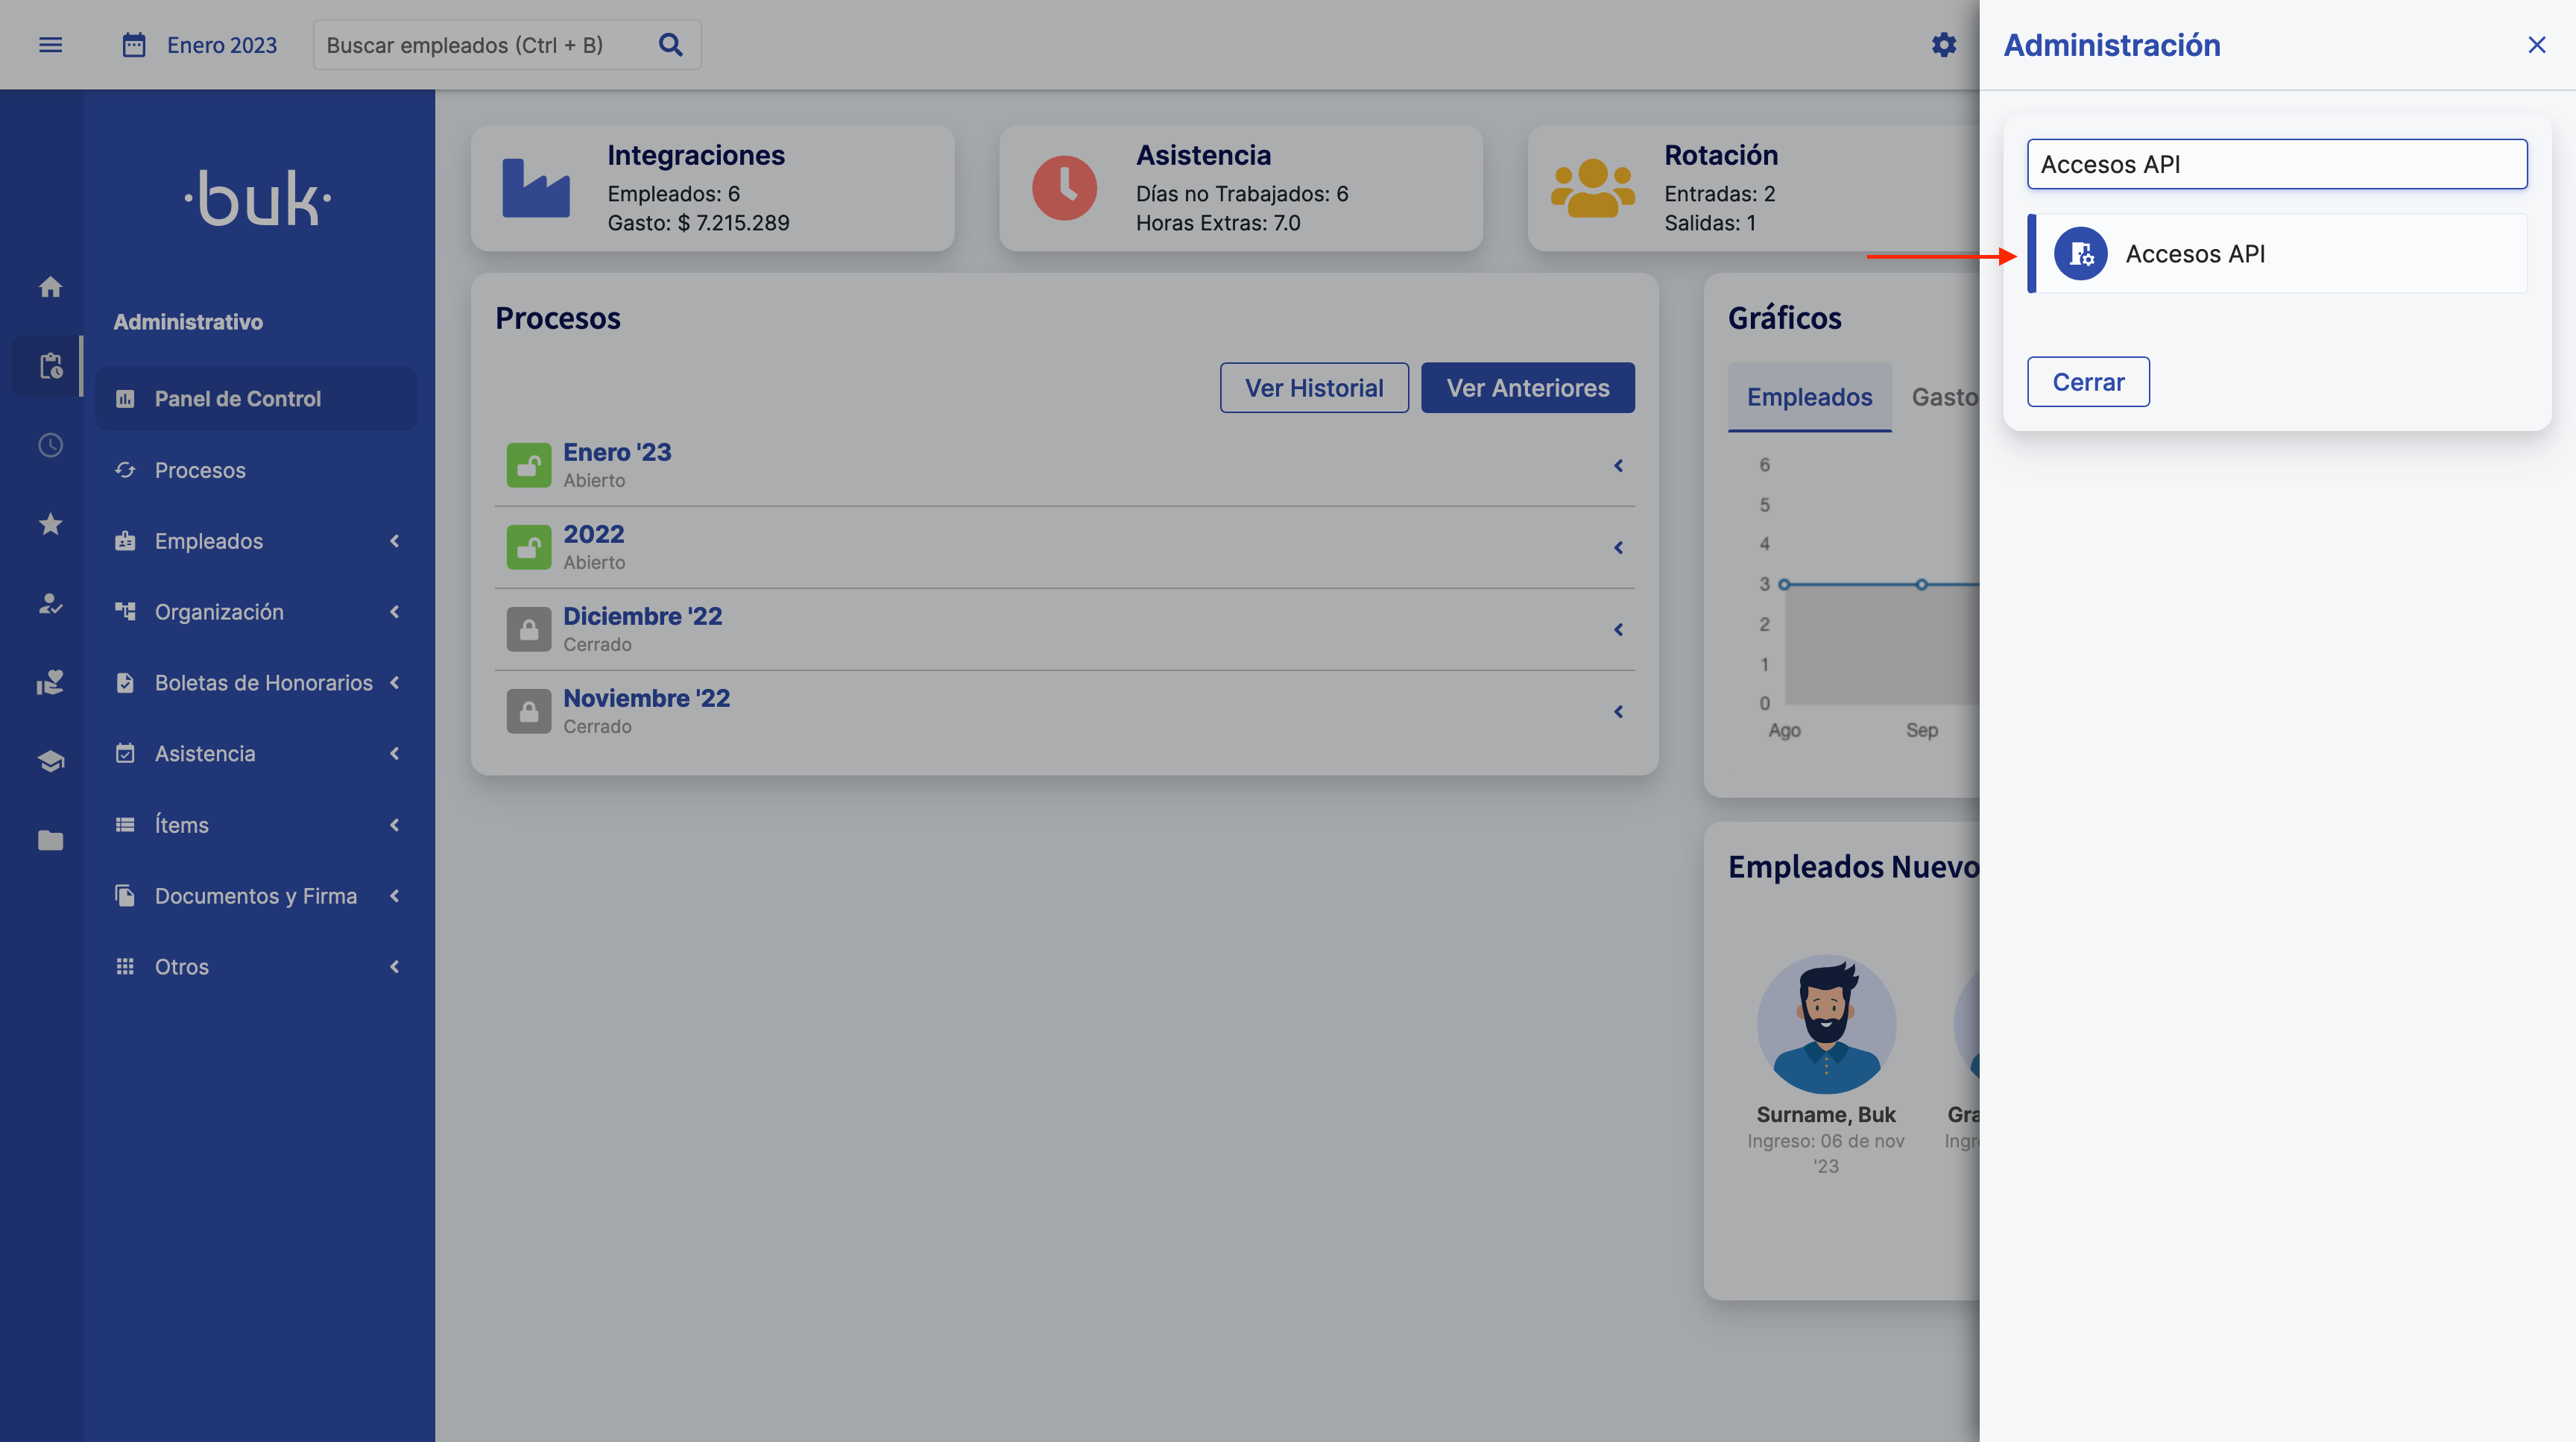 Enero 2023
Buscar empleados (Ctrl + B)
Administración
·buk·
Administrativo
Panel de Control
Procesos
Empleados
Organización
Boletas de Honorarios
Asistencia
Ítems
Documentos y Firma
Otros
Integraciones
Empleados: 6
Gasto: $ 7.215.289
Asistencia
Días no Trabajados: 6
Horas Extras: 7.0
Rotación
Entradas: 2
Salidas: 1
Procesos
Ver Historial
Ver Anteriores
Enero '23
Abierto
2022
Abierto
Diciembre '22
Cerrado
Noviembre '22
Cerrado
Gráficos
Empleados
Gasto
6
5
4
3
2
1
0
Ago
Sep
Empleados Nuevo
Surname, Buk
Ingreso: 06 de nov
'23
Gra
Ingr
Accesos API
Accesos API
Cerrar